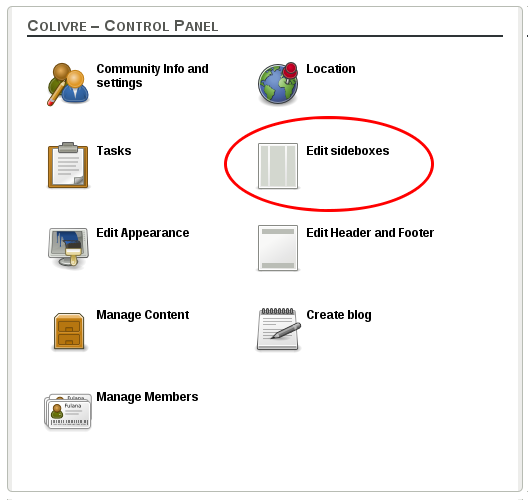 Colivre – Control Panel
Community Info and
settings
Location
Tasks
Edit sideboxes
Edit Appearance
Edit Header and Footer
Manage Content
Create blog
Manage Members
Fulana
Fulana